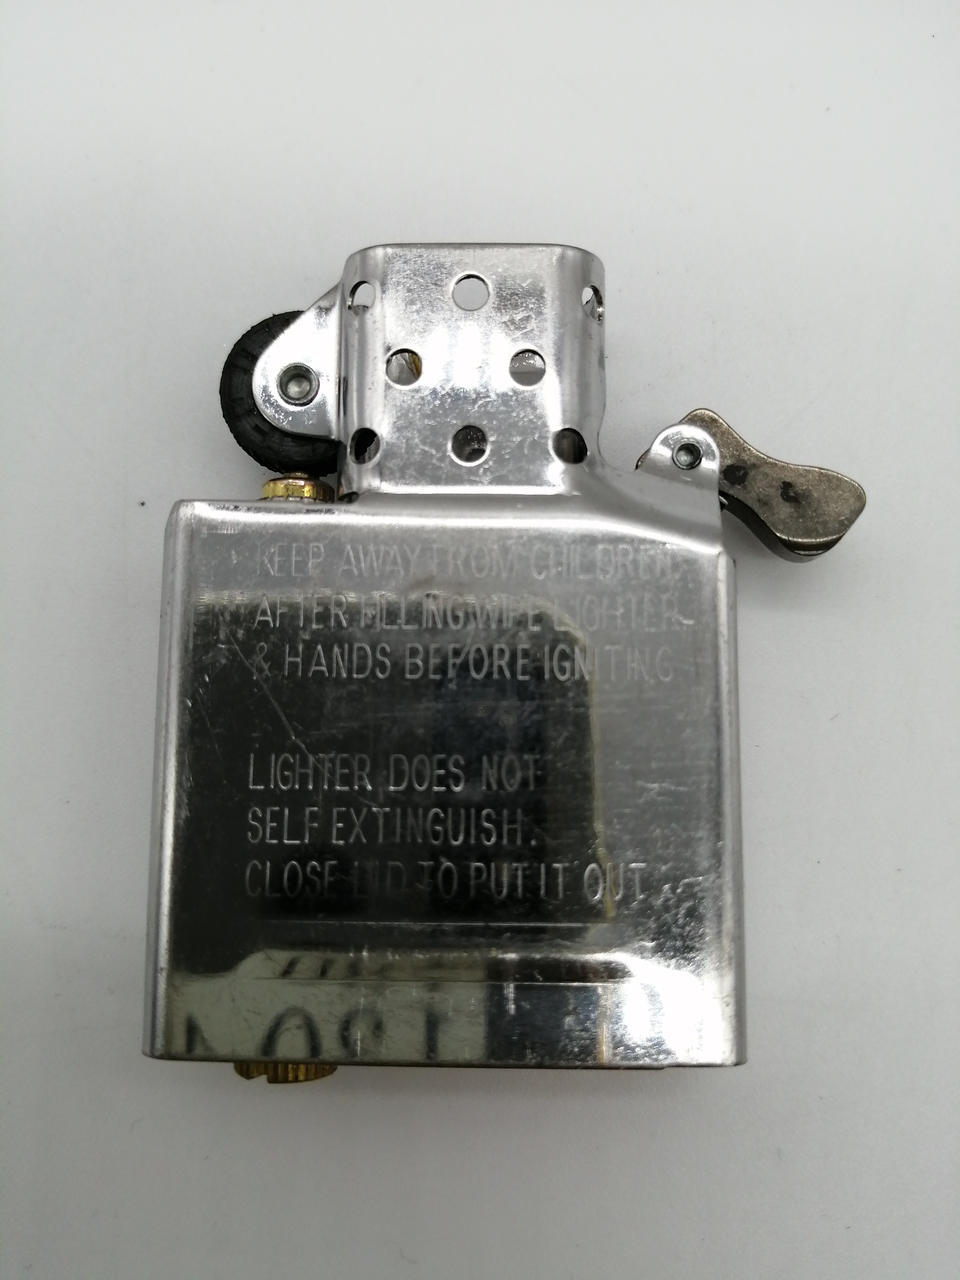 KEEP AWAY FROM CHILDREN.
AFTER FILLING WIPE LIGHTER
& HANDS BEFORE IGNITING
LIGHTER DOES NOT
SELF EXTINGUISH.
CLOSE LID TO PUT IT OUT.